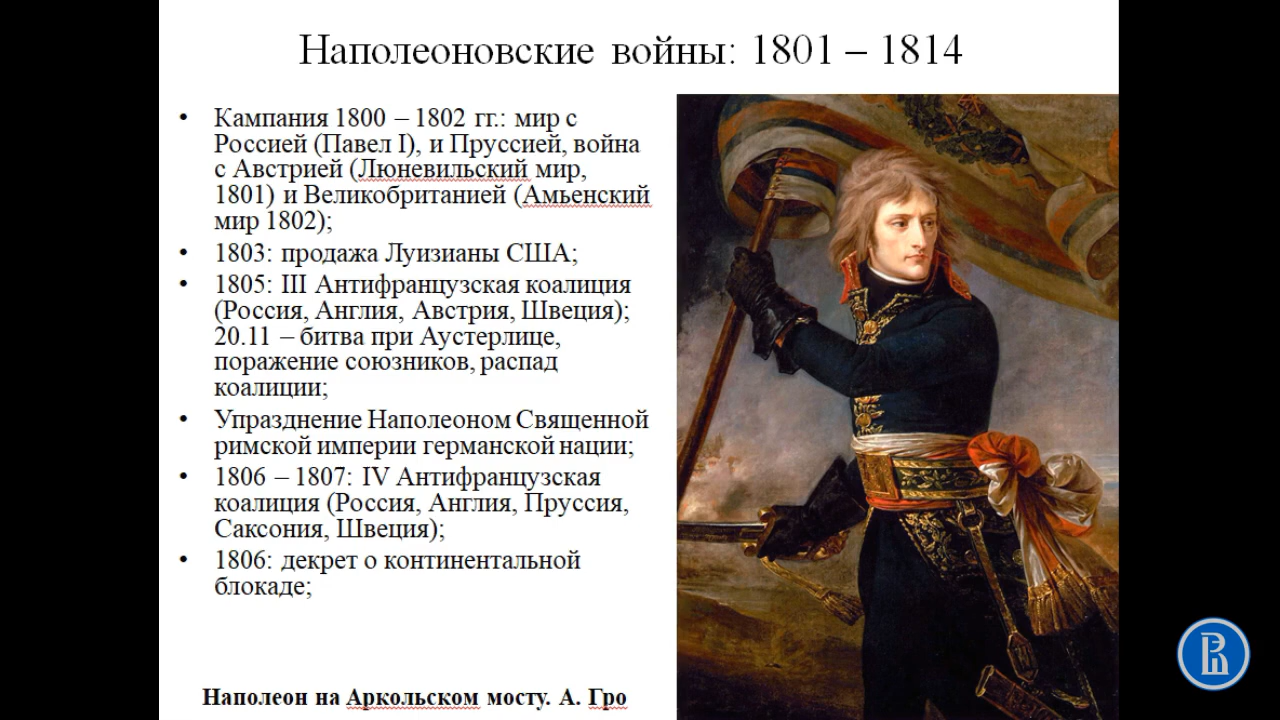 Наполеоновские войны: 1801 – 1814
• Кампания 1800 – 1802 гг.: мир с
Россией (Павел I), и Пруссией, война
с Австрией (Люневильский мир,
1801) и Великобританией (Амьенский
мир 1802);
• 1803: продажа Луизианы США;
• 1805: III Антифранцузская коалиция
(Россия, Англия, Австрия, Швеция);
20.11 – битва при Аустерлице,
поражение союзников, распад
коалиции;
• Упразднение Наполеоном Священной
римской империи германской нации;
• 1806 – 1807: IV Антифранцузская
коалиция (Россия, Англия, Пруссия,
Саксония, Швеция);
• 1806: декрет о континентальной
блокаде;
Наполеон на Аркольском мосту. А. Гро